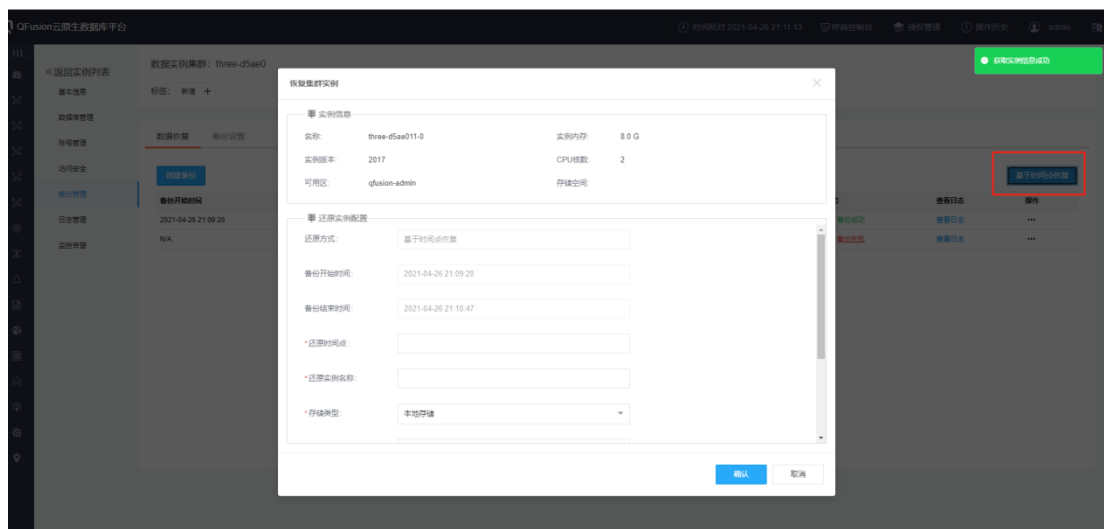 QFusion云原生数据库平台
时间校对 2021-04-26 21:11:13 终端控制台 授权管理 操作历史 admin
获取实例信息成功
返回实例列表
基本信息
数据库管理
账号管理
访问安全
备份管理
日志管理
监控告警
数据实例集群：three-d5ae0
标签： 新增 +
数据恢复 备份设置
创建备份 基于时间点恢复
备份开始时间 查看日志 操作
2021-04-26 21:09:20 备份成功 查看日志 ...
N/A 备份失败 查看日志 ...
恢复集群实例
实例信息
名称: three-d5ae011-0 实例内存: 8.0 G
实例版本: 2017 CPU核数: 2
可用区: qfusion-admin 存储空间:
还原实例配置
还原方式: 基于时间点恢复
备份开始时间: 2021-04-26 21:09:20
备份结束时间: 2021-04-26 21:10:47
*还原时间点:
*还原实例名称:
*存储类型: 本地存储
确认 取消